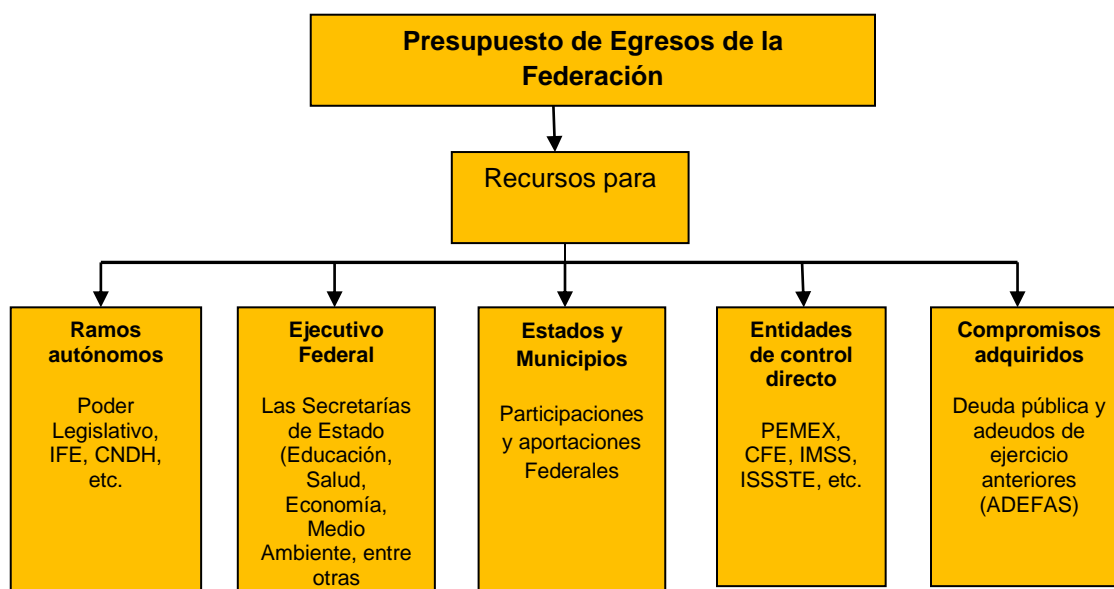 Presupuesto de Egresos de la
Federación
Recursos para
Ramos
autónomos
Poder
Legislativo,
IFE, CNDH,
etc.
Ejecutivo
Federal
Las Secretarías
de Estado
(Educación,
Salud,
Economía,
Medio
Ambiente, entre
otras
Estados y
Municipios
Participaciones
y aportaciones
Federales
Entidades
de control
directo
PEMEX,
CFE, IMSS,
ISSSTE, etc.
Compromisos
adquiridos
Deuda pública y
adeudos de
ejercicio
anteriores
(ADEFAS)